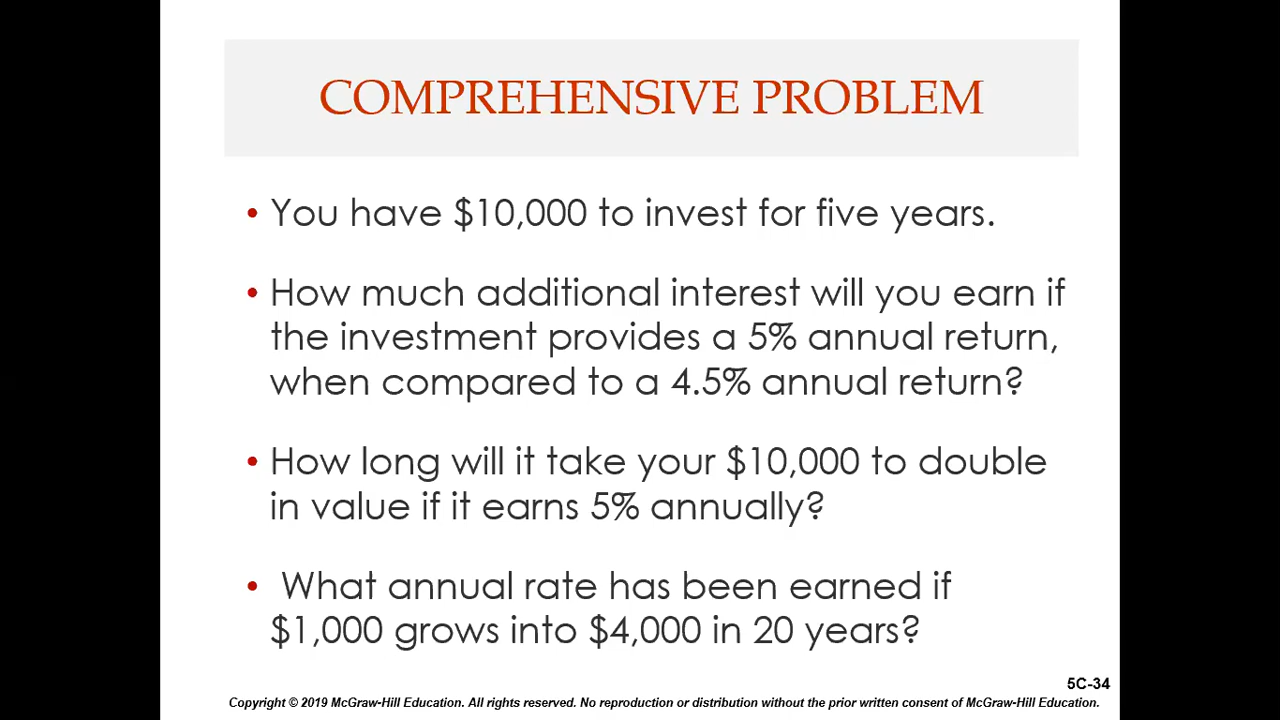 COMPREHENSIVE PROBLEM
• You have $10,000 to invest for five years.
• How much additional interest will you earn if
the investment provides a 5% annual return,
when compared to a 4.5% annual return?
• How long will it take your $10,000 to double
in value if it earns 5% annually?
• What annual rate has been earned if
$1,000 grows into $4,000 in 20 years?
5C-34
Copyright © 2019 McGraw-Hill Education. All rights reserved. No reproduction or distribution without the prior written consent of McGraw-Hill Education.